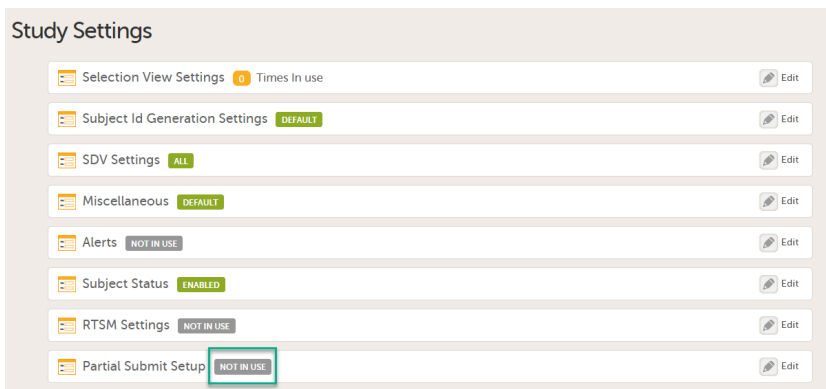 Study Settings
Selection View Settings 0 Times In use Edit
Subject Id Generation Settings DEFAULT Edit
SDV Settings ALL Edit
Miscellaneous DEFAULT Edit
Alerts NOT IN USE Edit
Subject Status ENABLED Edit
RTSM Settings NOT IN USE Edit
Partial Submit Setup NOT IN USE Edit